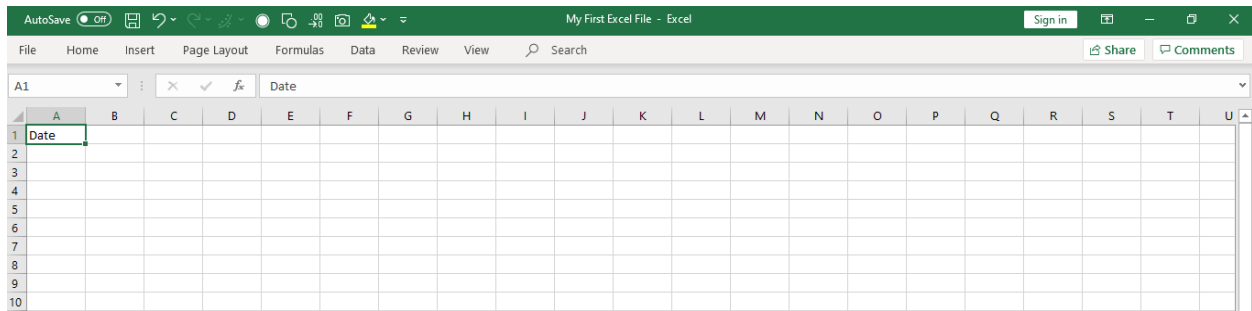 AutoSave Off My First Excel File - Excel Sign in
File Home Insert Page Layout Formulas Data Review View Search Share Comments
A1 fx Date
A B C D E F G H I J K L M N O P Q R S T U
1 Date
2
3
4
5
6
7
8
9
10